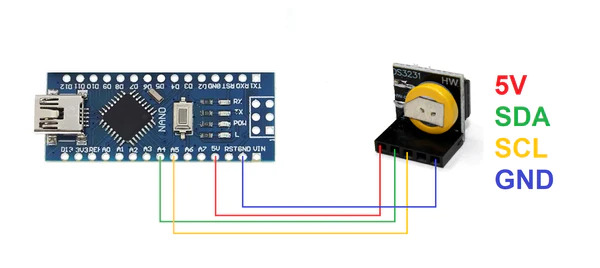 D12 D11 D10 D9 D8 D7 D6 D5 D4 D3 D2 GND RST RX0 TX1
DS3231
HW
5V
SDA
SCL
GND
RX
TX
POW
L
NANO
D13 3V3 REF A0 A1 A2 A3 A4 A5 A6 A7 5V RST GND VIN